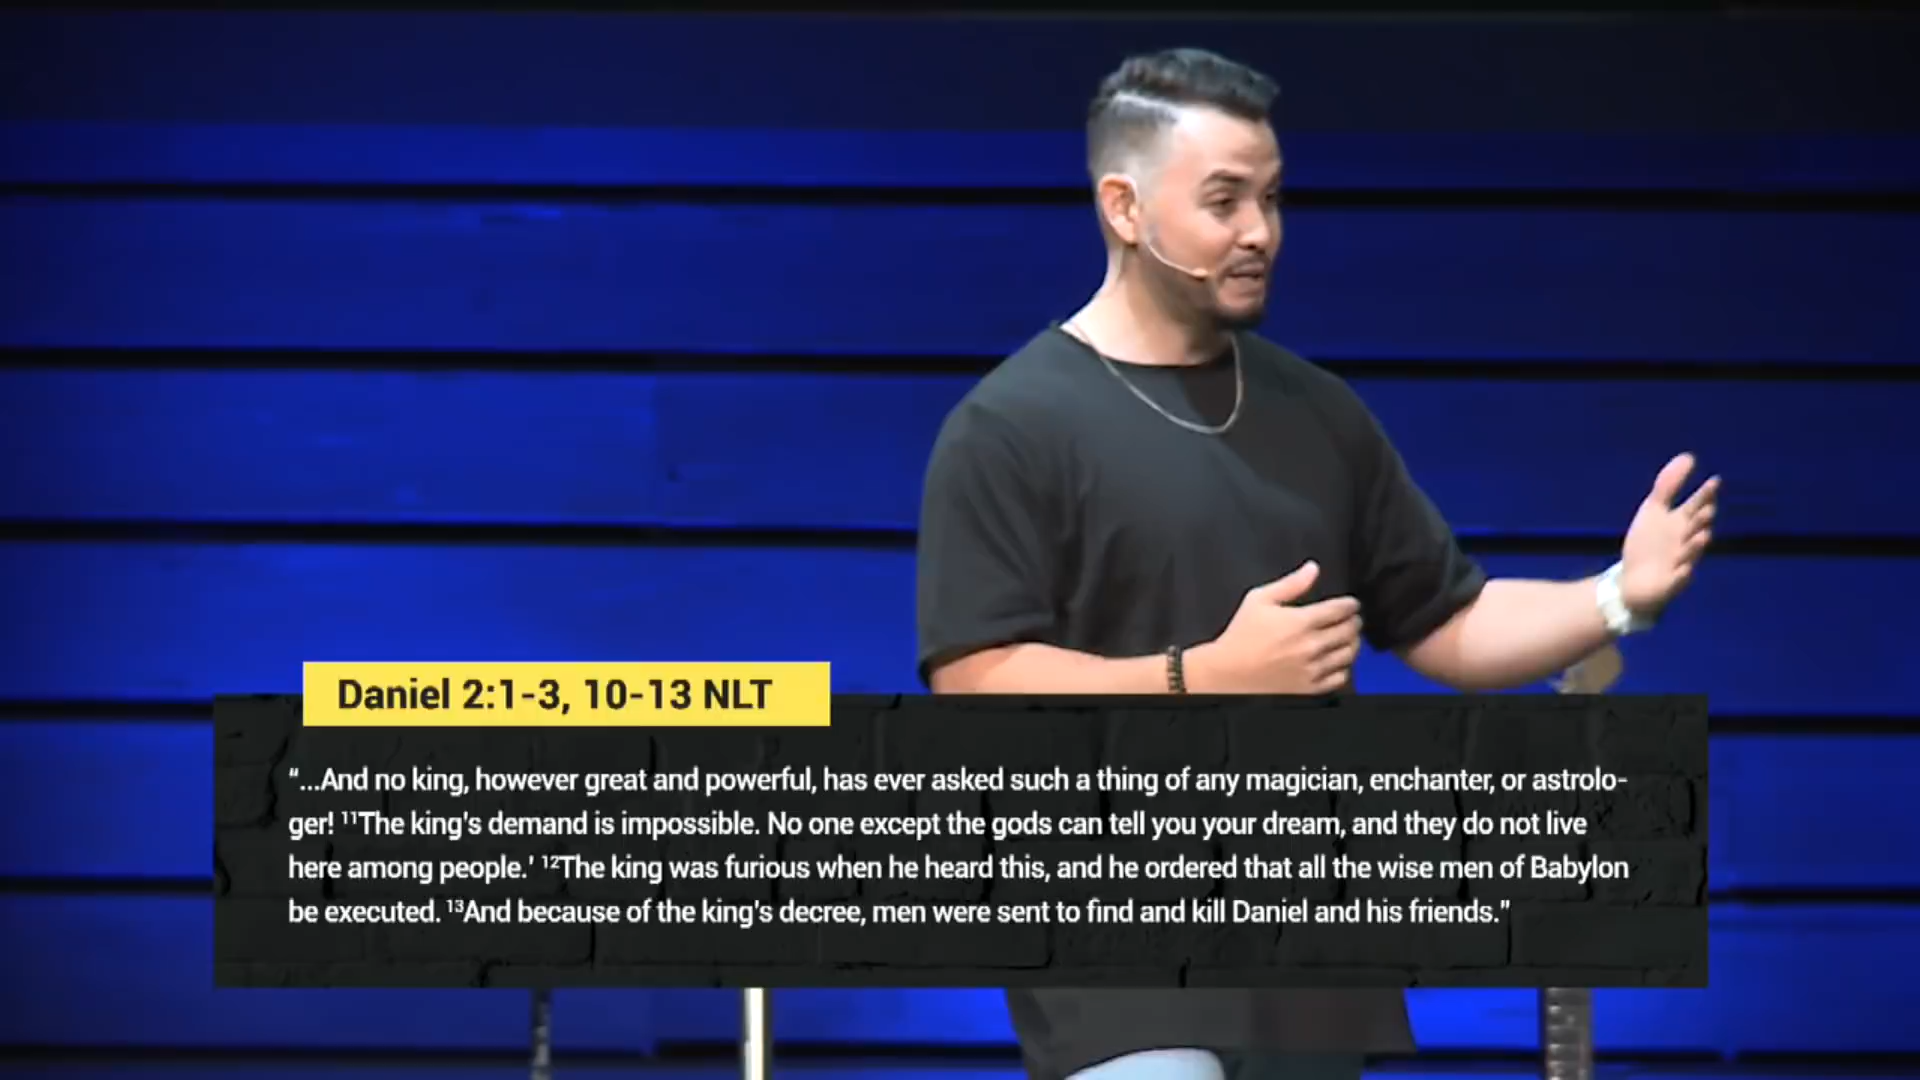 Daniel 2:1-3, 10-13 NLT
“...And no king, however great and powerful, has ever asked such a thing of any magician, enchanter, or astrolo-
ger! ¹¹The king's demand is impossible. No one except the gods can tell you your dream, and they do not live
here among people.' ¹²The king was furious when he heard this, and he ordered that all the wise men of Babylon
be executed. ¹³And because of the king's decree, men were sent to find and kill Daniel and his friends.”